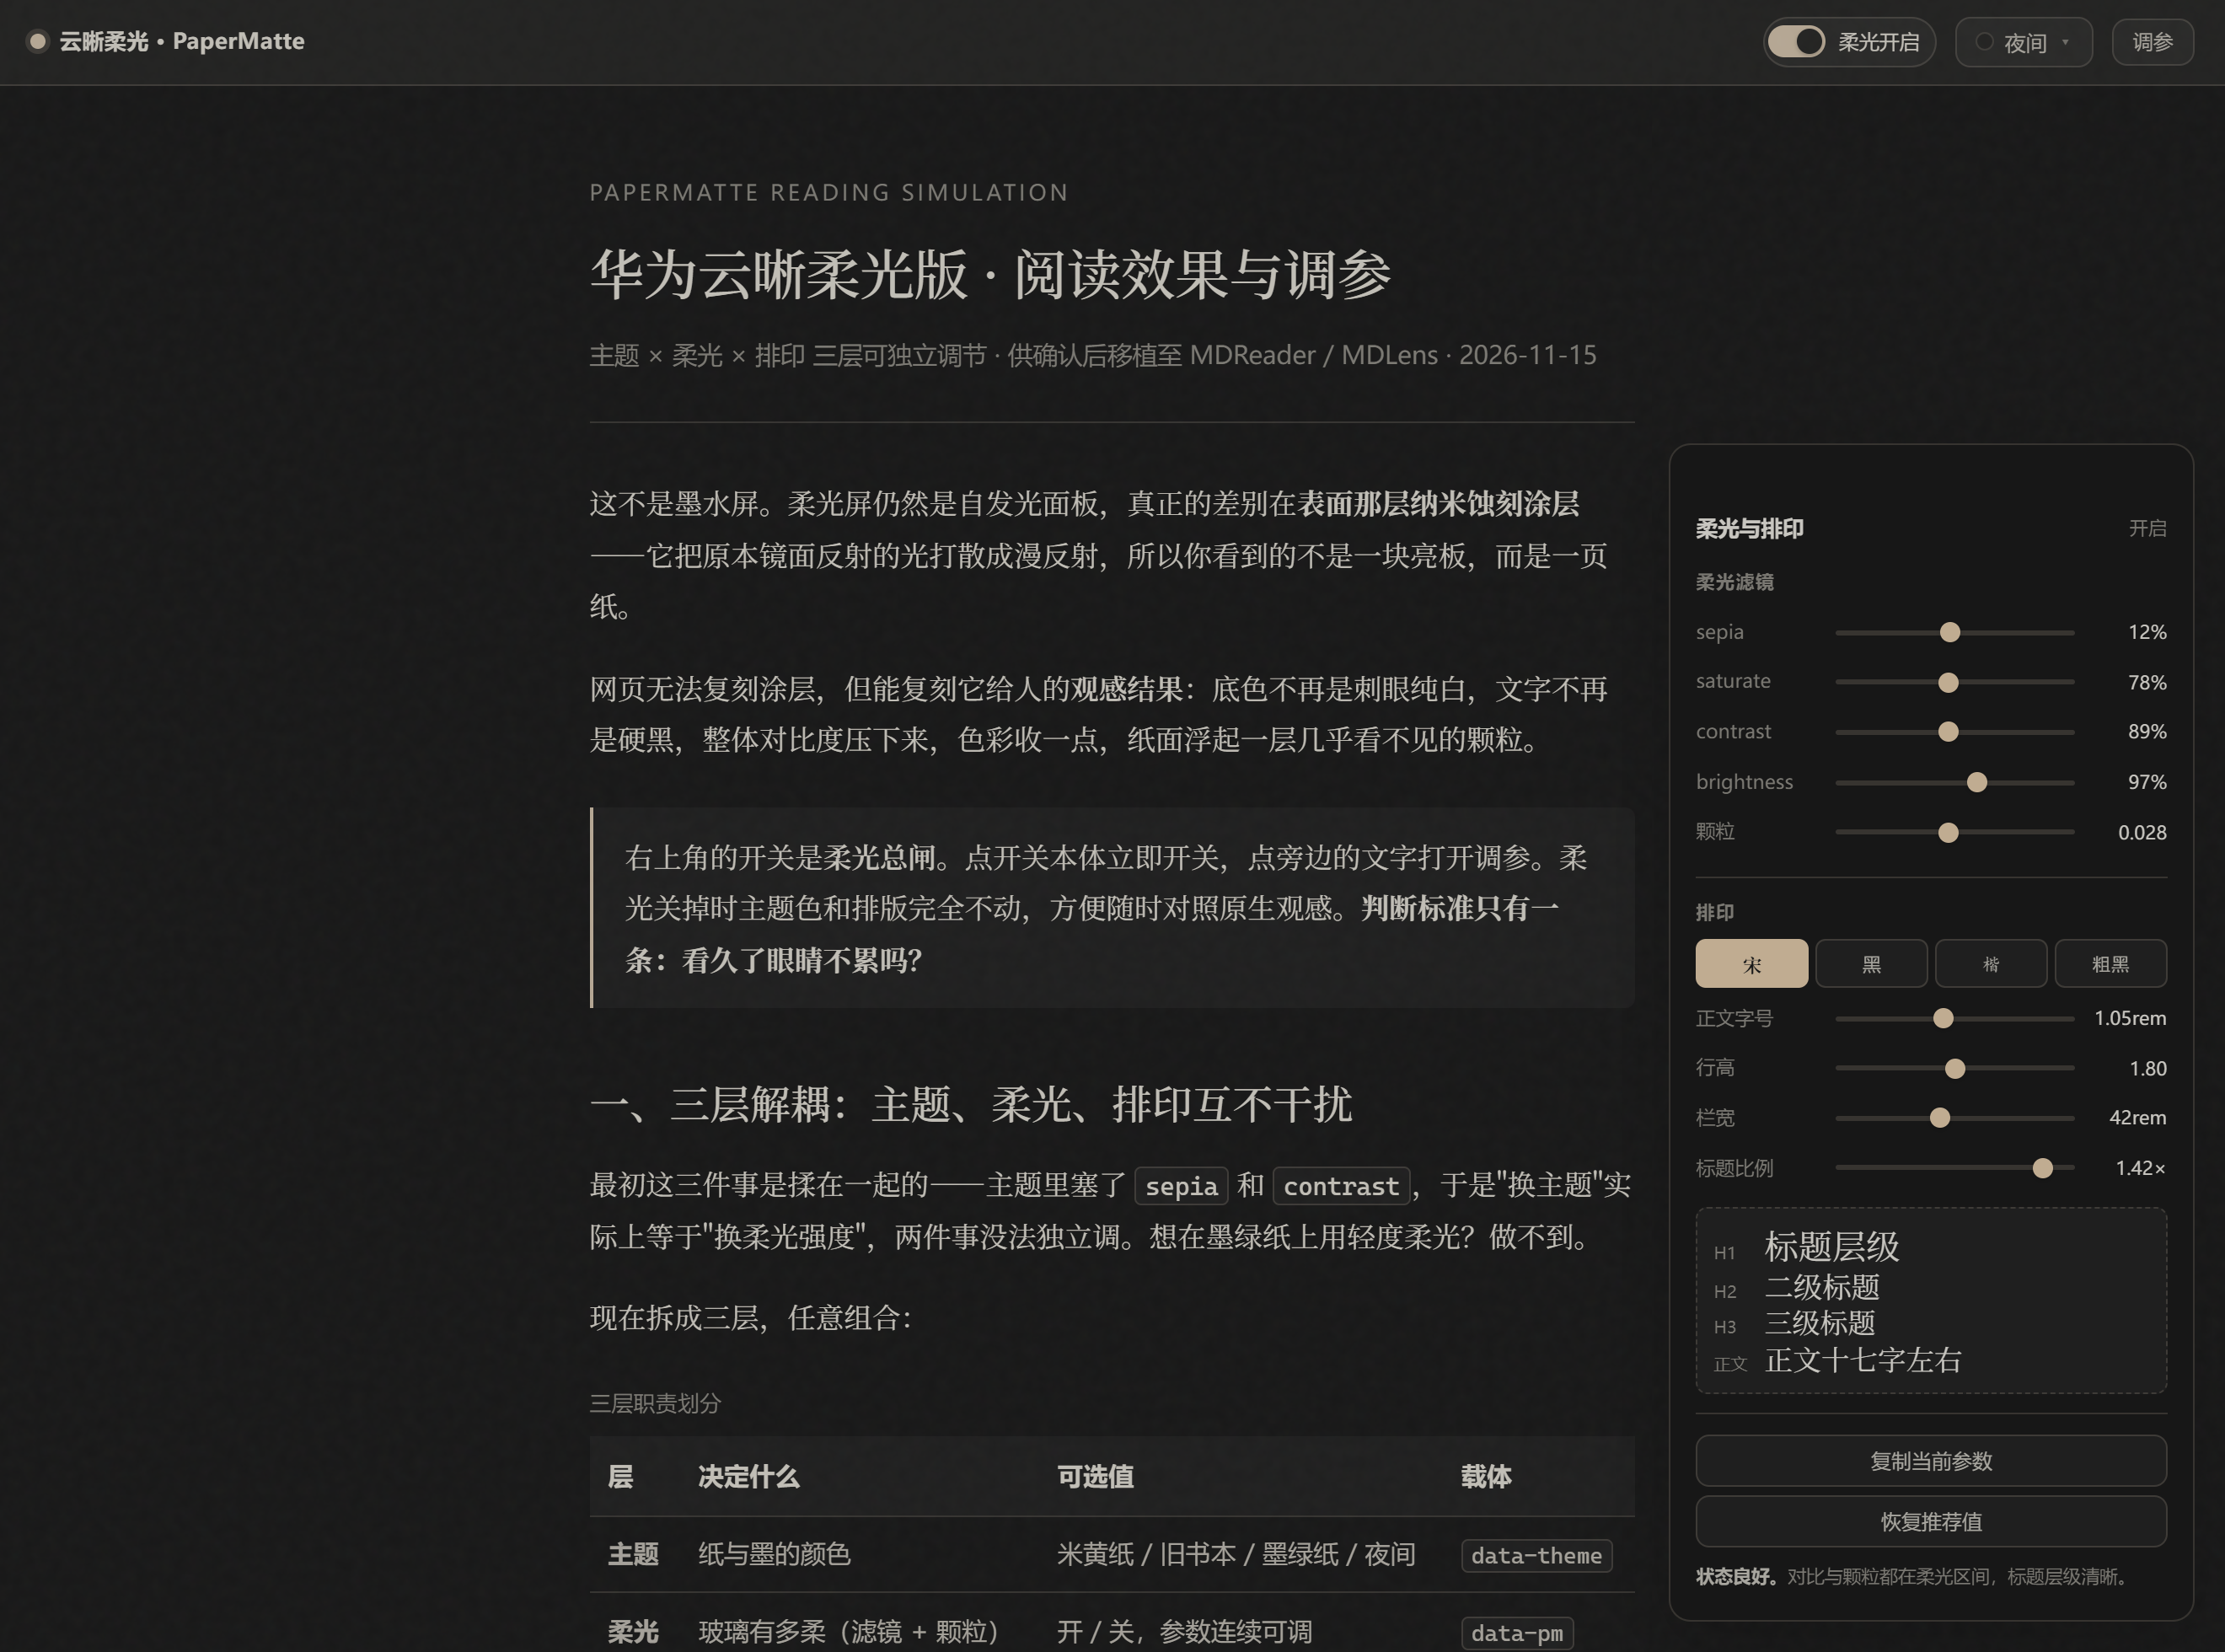 云晰柔光 • PaperMatte
柔光开启
夜间
调参
PAPERMATTE READING SIMULATION
华为云晰柔光版 · 阅读效果与调参
主题 × 柔光 × 排印 三层可独立调节 · 供确认后移植至 MDReader / MDLens · 2026-11-15
这不是墨水屏。柔光屏仍然是自发光面板，真正的差别在表面那层纳米蚀刻涂层
——它把原本镜面反射的光打散成漫反射，所以你看到的不是一块亮板，而是一页
纸。
网页无法复刻涂层，但能复刻它给人的观感结果：底色不再是刺眼纯白，文字不再
是硬黑，整体对比度压下来，色彩收一点，纸面浮起一层几乎看不见的颗粒。
右上角的开关是柔光总闸。点开关本体立即开关，点旁边的文字打开调参。柔
光关掉时主题色和排版完全不动，方便随时对照原生观感。判断标准只有一
条：看久了眼睛不累吗？
一、三层解耦：主题、柔光、排印互不干扰
最初这三件事是揉在一起的——主题里塞了 sepia 和 contrast，于是"换主题"实
际上等于"换柔光强度"，两件事没法独立调。想在墨绿纸上用轻度柔光？做不到。
现在拆成三层，任意组合：
三层职责划分
层 决定什么 可选值 载体
主题 纸与墨的颜色 米黄纸 / 旧书本 / 墨绿纸 / 夜间 data-theme
柔光 玻璃有多柔（滤镜 + 颗粒） 开 / 关，参数连续可调 data-pm
柔光与排印 开启
柔光滤镜
sepia 12%
saturate 78%
contrast 89%
brightness 97%
颗粒 0.028
排印
宋 黑 楷 粗黑
正文字号 1.05rem
行高 1.80
栏宽 42rem
标题比例 1.42×
H1 标题层级
H2 二级标题
H3 三级标题
正文 正文十七字左右
复制当前参数
恢复推荐值
状态良好。对比与颗粒都在柔光区间，标题层级清晰。